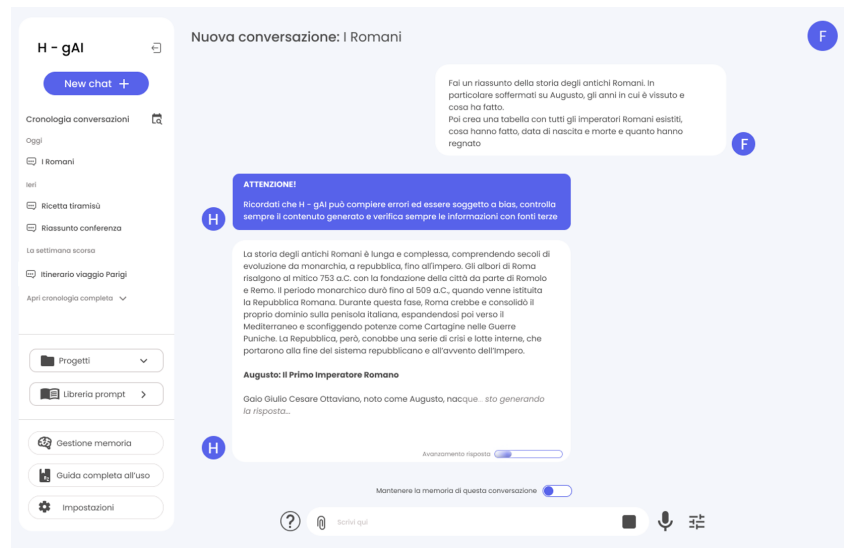 H - gAI
New chat +
Cronologia conversazioni
Oggi
I Romani
Ieri
Ricetta tiramisù
Riassunto conferenza
La settimana scorsa
Itinerario viaggio Parigi
Apri cronologia completa
Progetti
Libreria prompt
Gestione memoria
Guida completa all'uso
Impostazioni
Nuova conversazione: I Romani
F
Fai un riassunto della storia degli antichi Romani. In
particolare soffermati su Augusto, gli anni in cui è vissuto e
cosa ha fatto.
Poi crea una tabella con tutti gli imperatori Romani esistiti,
cosa hanno fatto, data di nascita e morte e quanto hanno
regnato
F
ATTENZIONE!
Ricordati che H - gAI può compiere errori ed essere soggetto a bias, controlla
sempre il contenuto generato e verifica sempre le informazioni con fonti terze
H
La storia degli antichi Romani è lunga e complessa, comprendendo secoli di
evoluzione da monarchia, a repubblica, fino all'impero. Gli albori di Roma
risalgono al mitico 753 a.C. con la fondazione della città da parte di Romolo
e Remo. Il periodo monarchico durò fino al 509 a.C., quando venne istituita
la Repubblica Romana. Durante questa fase, Roma crebbe e consolidò il
proprio dominio sulla penisola italiana, espandendosi poi verso il
Mediterraneo e sconfiggendo potenze come Cartagine nelle Guerre
Puniche. La Repubblica, però, conobbe una serie di crisi e lotte interne, che
portarono alla fine del sistema repubblicano e all'avvento dell'Impero.
Augusto: Il Primo Imperatore Romano
Gaio Giulio Cesare Ottaviano, noto come Augusto, nacque.. sto generando
la risposta...
H
Avanzamento risposta
Mantenere la memoria di questa conversazione
?
Scrivi qui